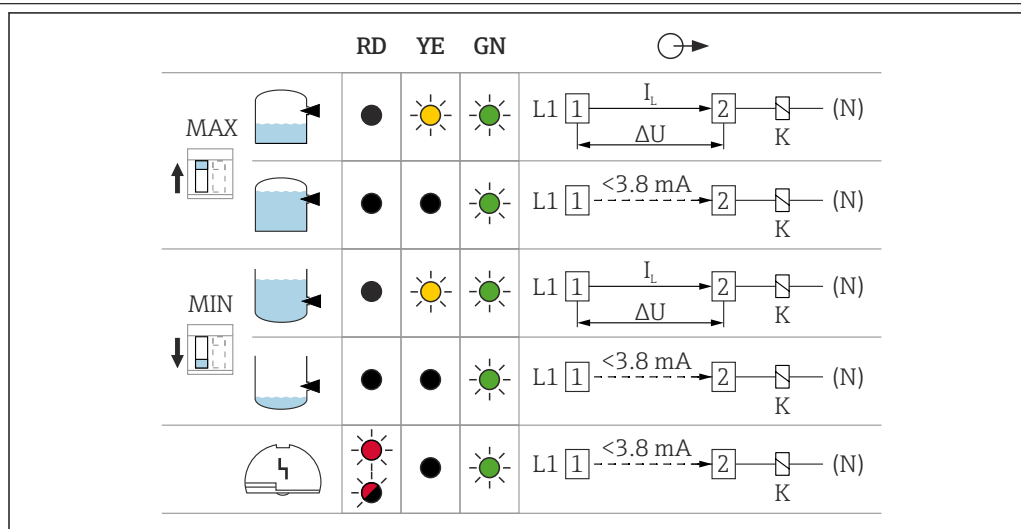 RD YE GN
MAX
L1 1 I_L 2 (N)
ΔU K
L1 1 <3.8 mA 2 (N)
K
MIN
L1 1 I_L 2 (N)
ΔU K
L1 1 <3.8 mA 2 (N)
K
L1 1 <3.8 mA 2 (N)
K